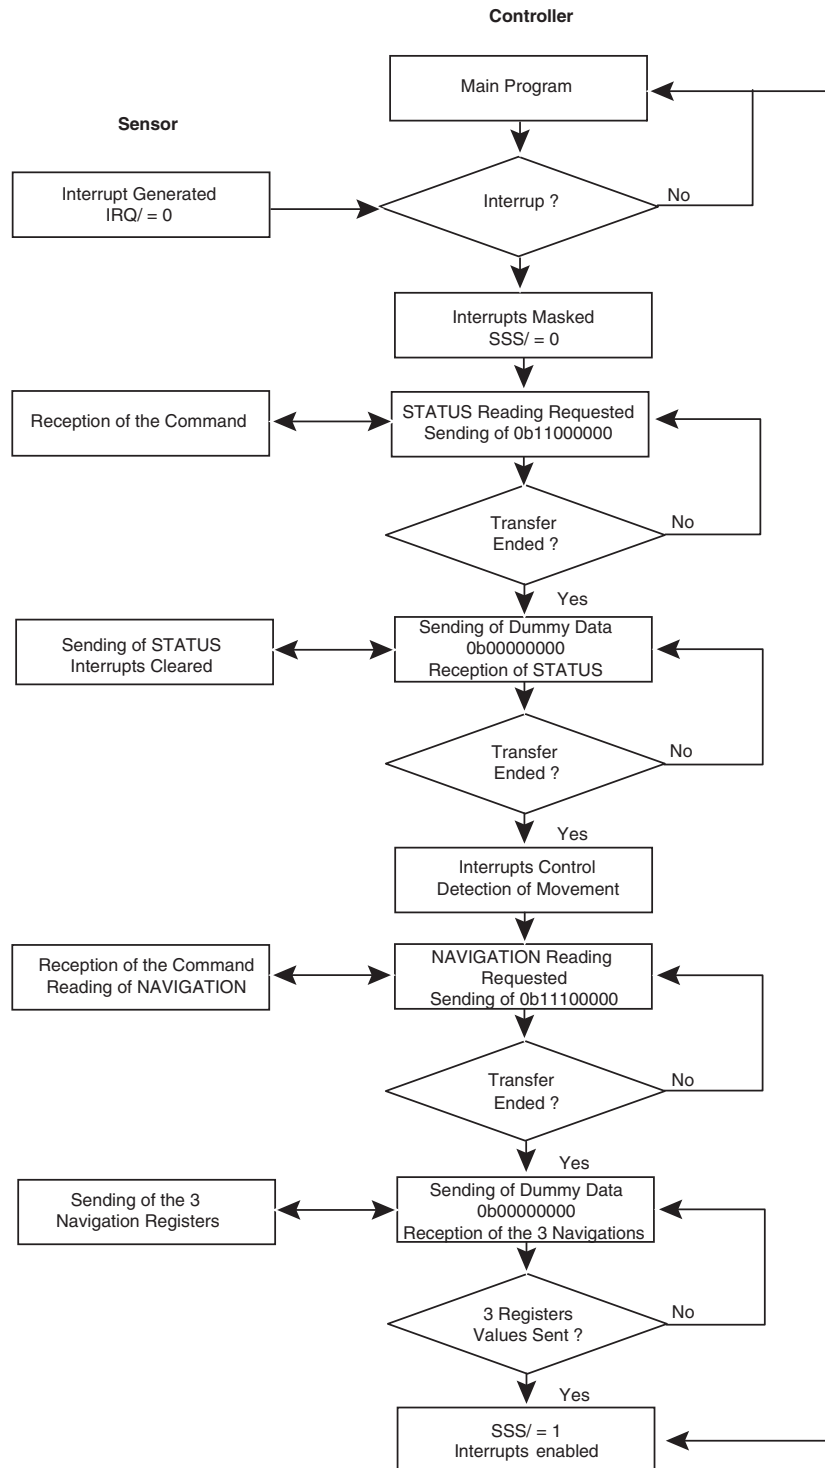 Controller
Main Program
Sensor
Interrupt Generated
IRQ/ = 0
Interrup ?
No
Interrupts Masked
SSS/ = 0
Reception of the Command
STATUS Reading Requested
Sending of 0b11000000
Transfer
Ended ?
No
Yes
Sending of STATUS
Interrupts Cleared
Sending of Dummy Data
0b00000000
Reception of STATUS
Transfer
Ended ?
No
Yes
Interrupts Control
Detection of Movement
Reception of the Command
Reading of NAVIGATION
NAVIGATION Reading
Requested
Sending of 0b11100000
Transfer
Ended ?
No
Yes
Sending of the 3
Navigation Registers
Sending of Dummy Data
0b00000000
Reception of the 3 Navigations
3 Registers
Values Sent ?
No
Yes
SSS/ = 1
Interrupts enabled